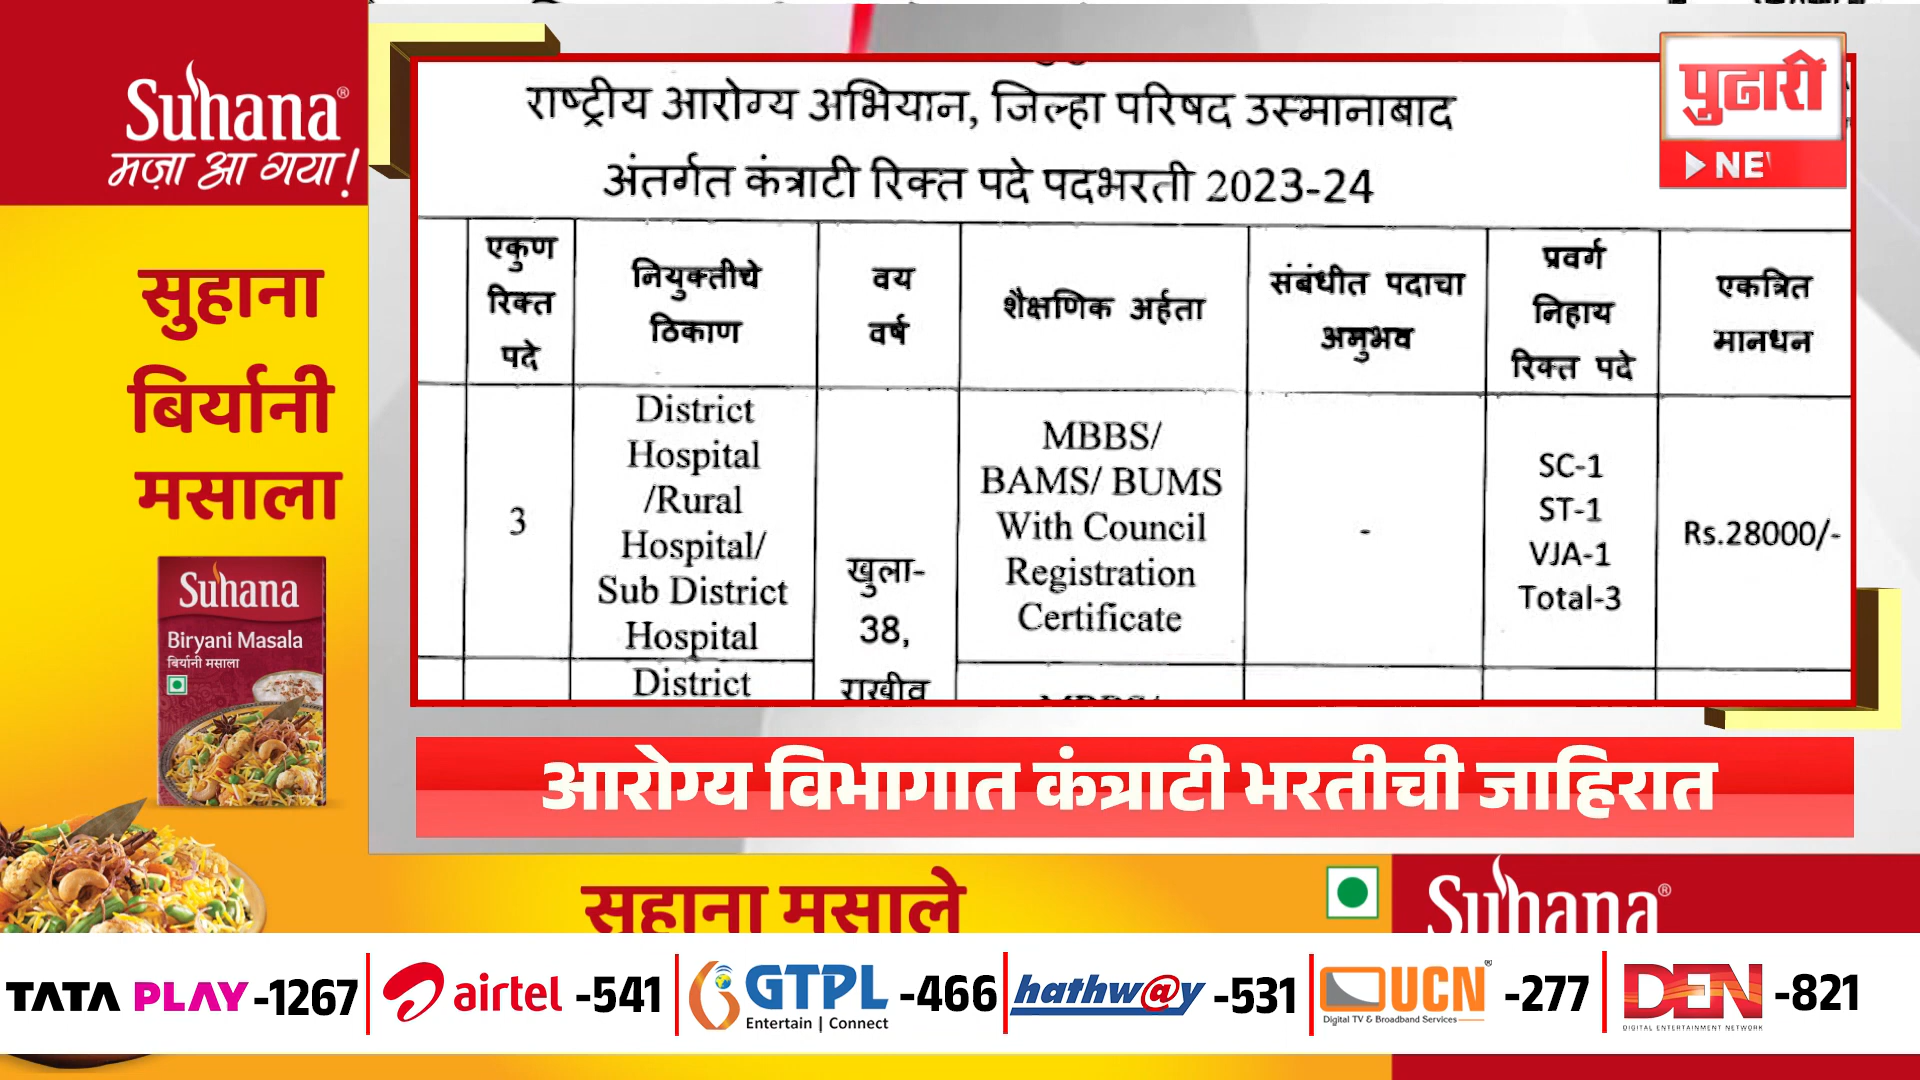 Suhana®
मज़ा आ गया!
सुहाना
बिर्यानी
मसाला
Suhana
Biryani Masala
बिर्यानी मसाला
राष्ट्रीय आरोग्य अभियान, जिल्हा परिषद उस्मानाबाद
अंतर्गत कंत्राटी रिक्त पदे पदभरती 2023-24
पुढारी
NE
एकुण
रिक्त
पदे
नियुक्तीचे
ठिकाण
वय
वर्ष
शैक्षणिक अर्हता
संबंधीत पदाचा
अनुभव
प्रवर्ग
निहाय
रिक्त पदे
एकत्रित
मानधन
3
District
Hospital
/Rural
Hospital/
Sub District
Hospital
खुला-
38,
राखीव
MBBS/
BAMS/ BUMS
With Council
Registration
Certificate
-
SC-1
ST-1
VJA-1
Total-3
Rs.28000/-
District
MBBS/
आरोग्य विभागात कंत्राटी भरतीची जाहिरात
सुहाना मसाले
Suhana®
TATA PLAY -1267
airtel -541
GTPL -466
Entertain | Connect
hathw@y -531
UCN® -277
Digital TV & Broadband Services
DEN -821
DIGITAL ENTERTAINMENT NETWORK